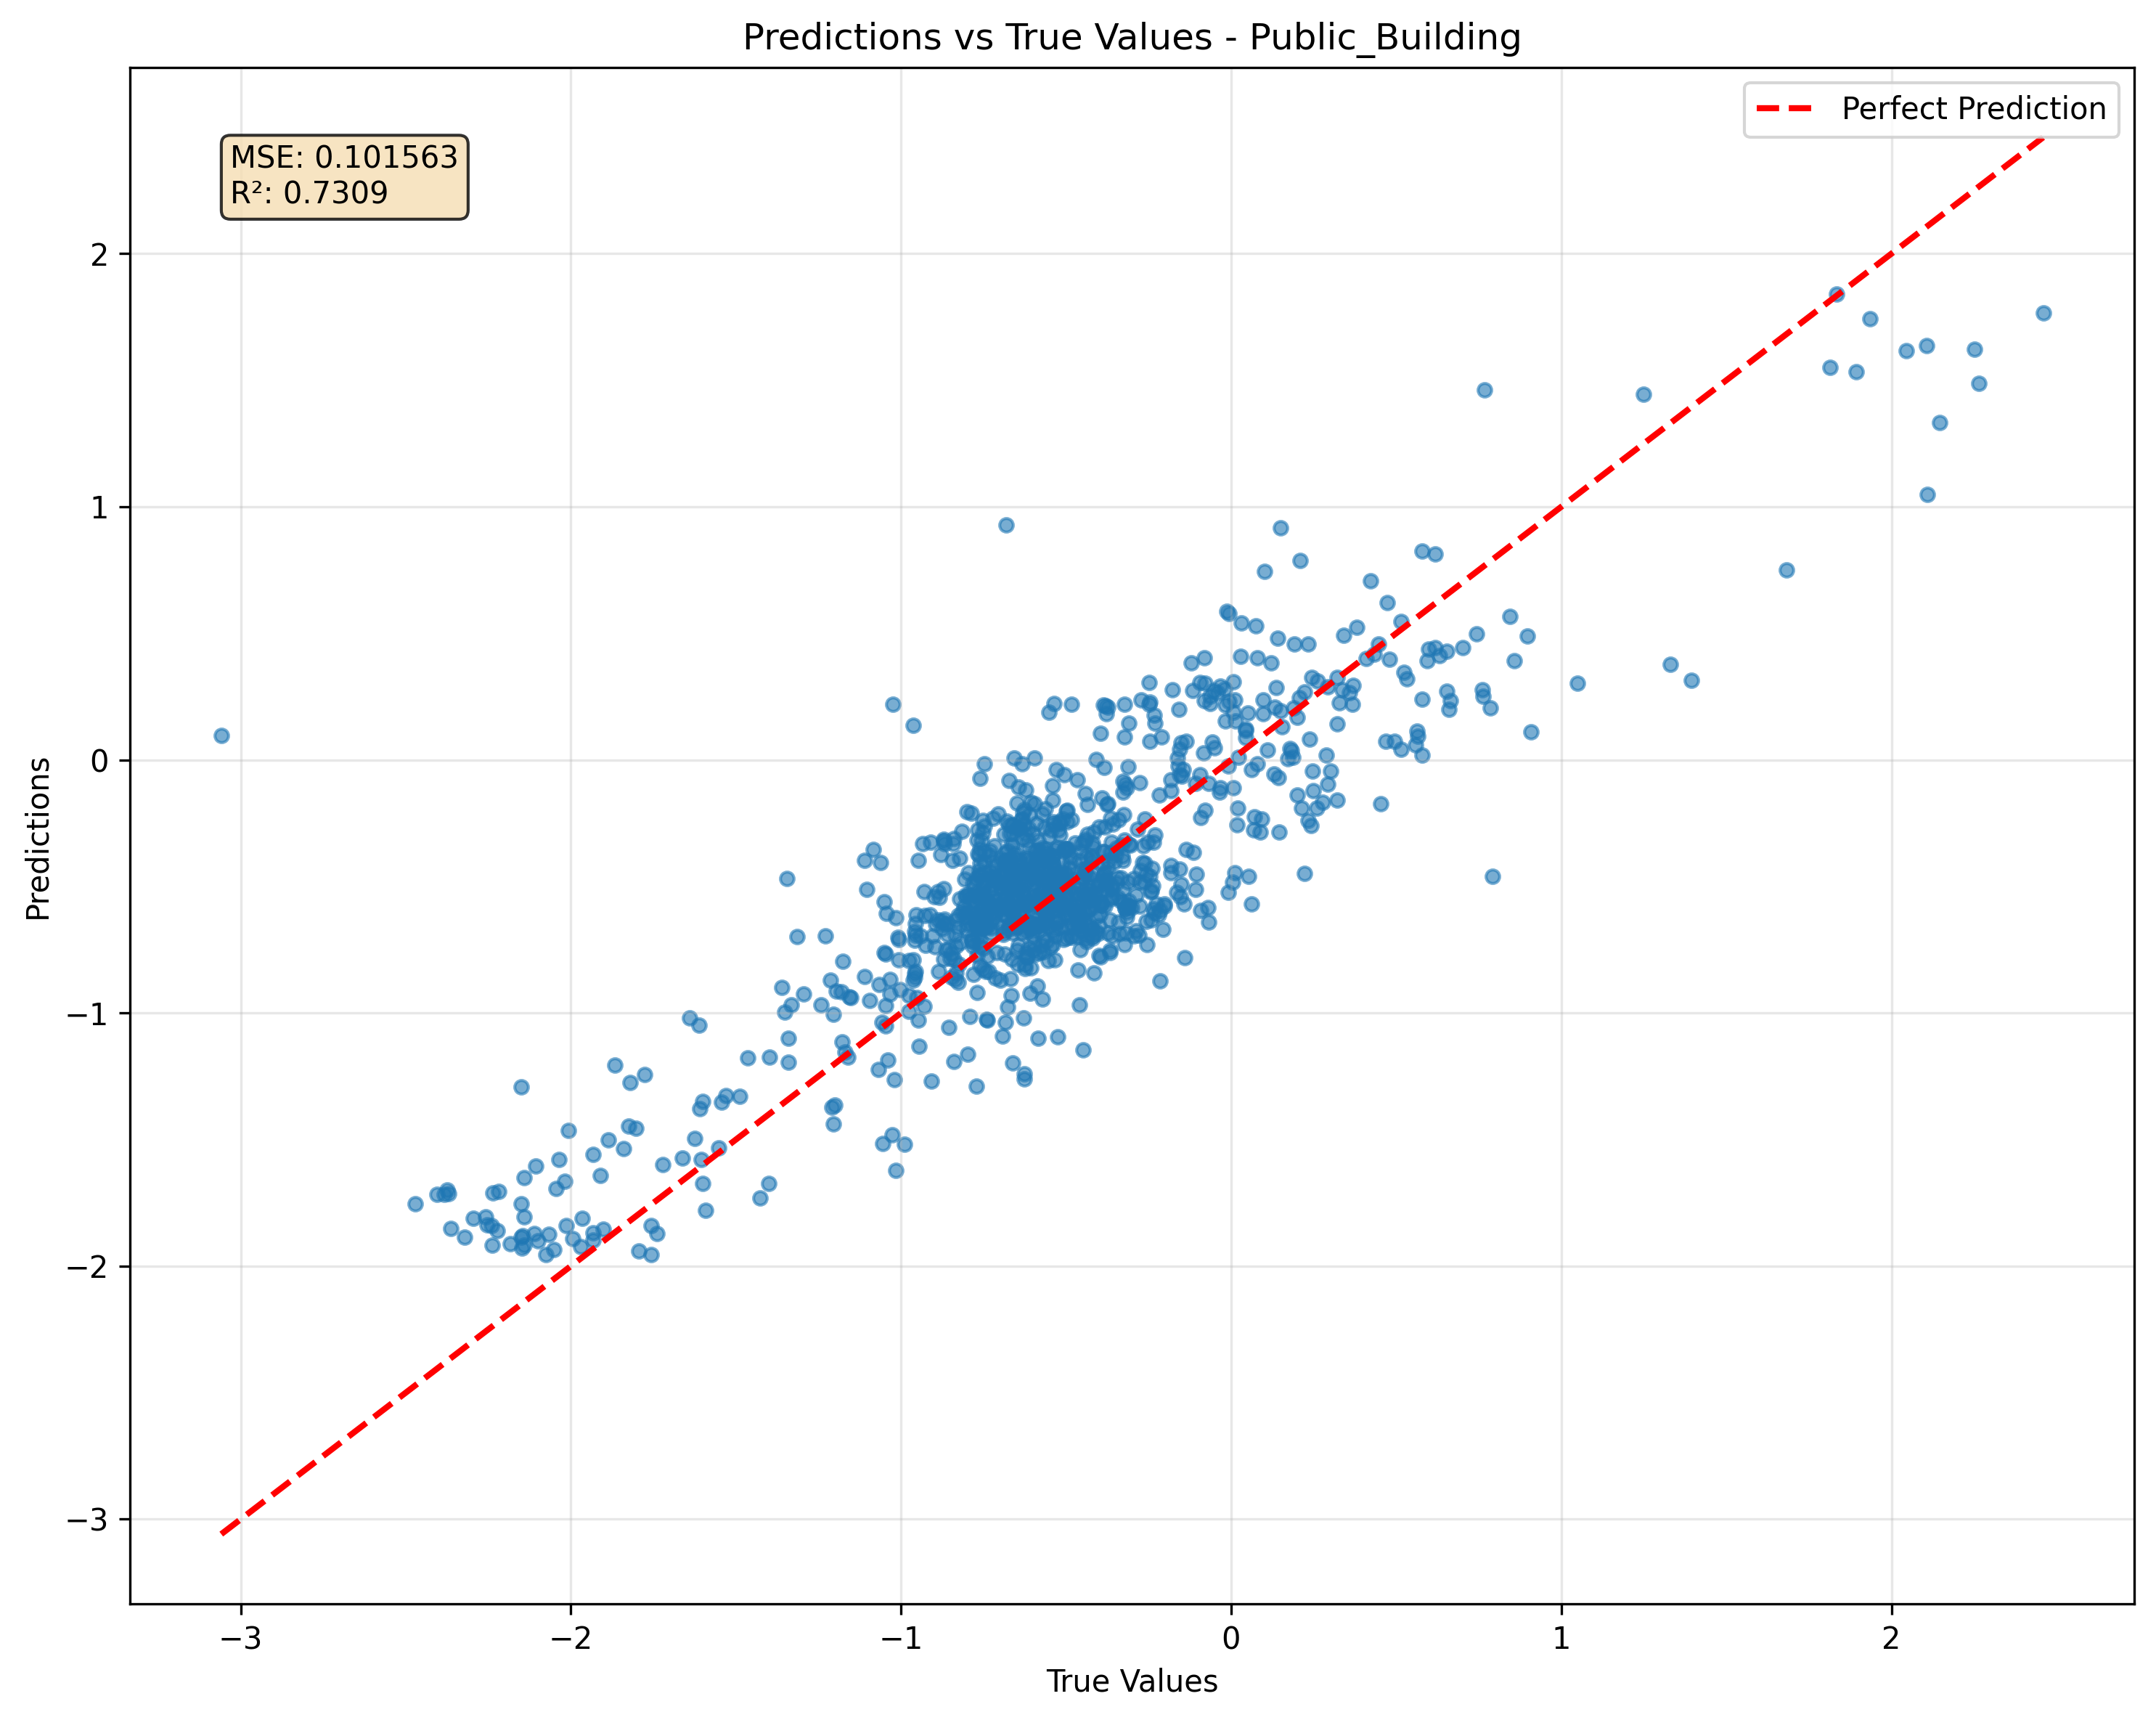 Predictions vs True Values - Public_Building
Perfect Prediction
MSE: 0.101563
R²: 0.7309
2
1
0
−1
−2
−3
Predictions
−3
−2
−1
0
1
2
True Values